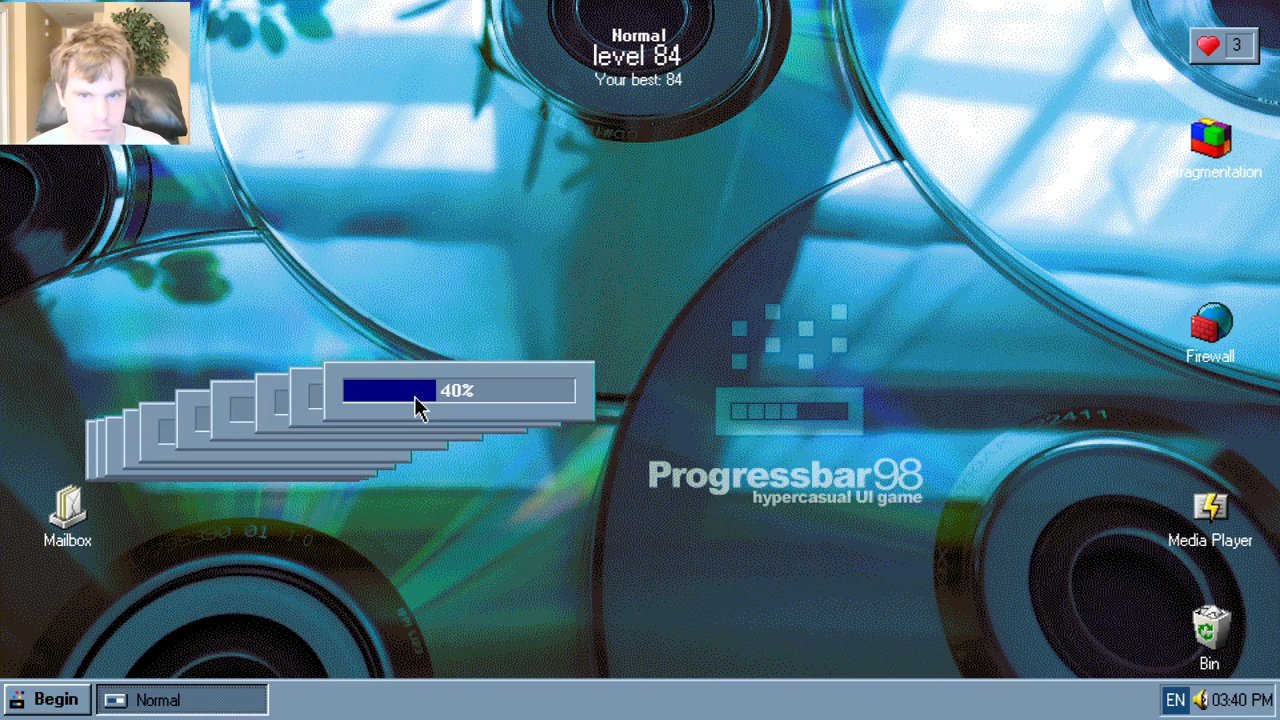 Normal
level 84
Your best: 84
3
Defragmentation
Firewall
40%
Progressbar98
hypercasual UI game
Mailbox
Media Player
Bin
Begin
Normal
EN
03:40 PM